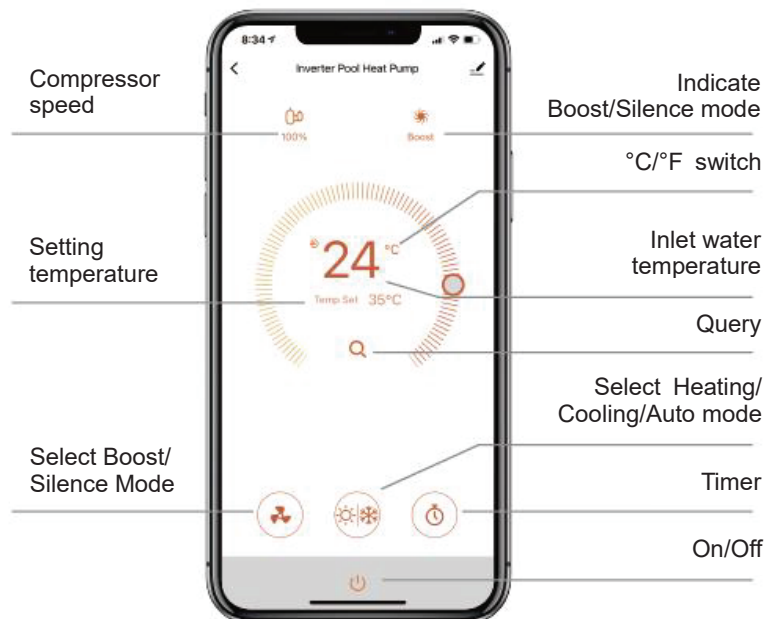 8:34
Inverter Pool Heat Pump
Compressor
speed
Indicate
Boost/Silence mode
100%
Boost
°C/°F switch
Setting
temperature
24 °C
Inlet water
temperature
Temp Set 35°C
Query
Select Heating/
Cooling/Auto mode
Select Boost/
Silence Mode
Timer
On/Off